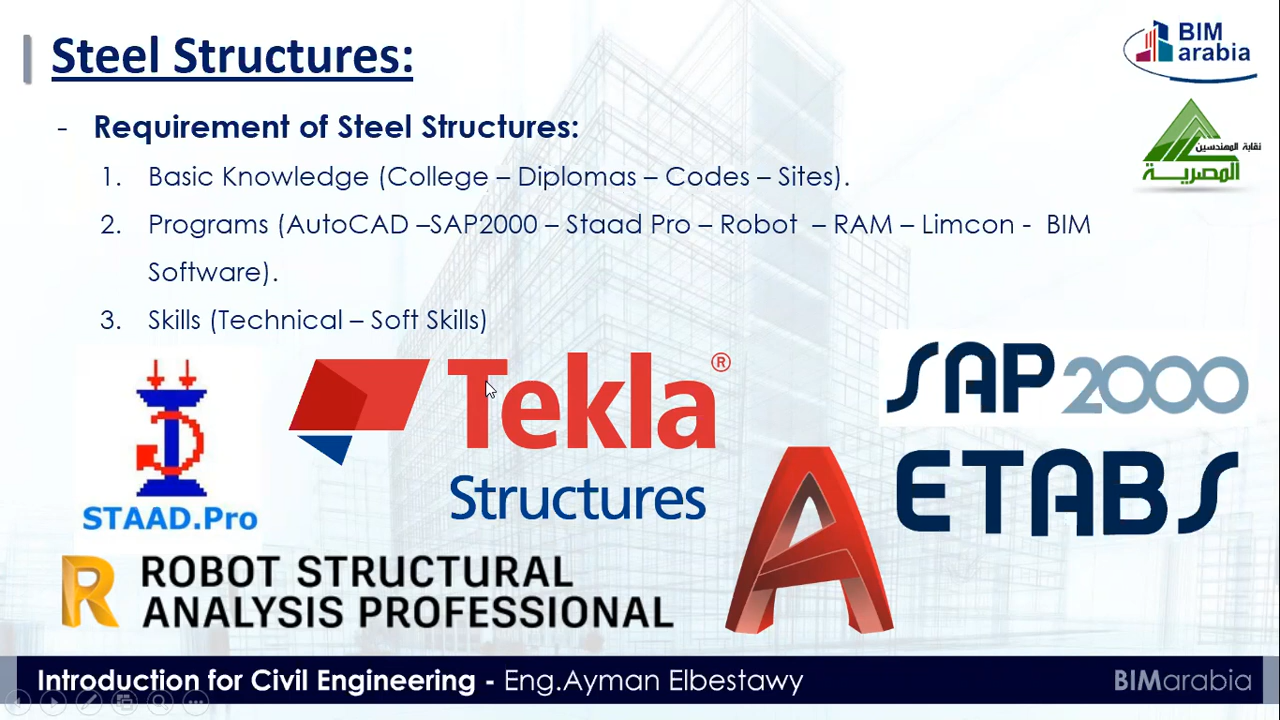 Steel Structures:
BIM
arabia
- Requirement of Steel Structures:
نقابة المهندسين
المصرية
1. Basic Knowledge (College – Diplomas – Codes – Sites).
2. Programs (AutoCAD –SAP2000 – Staad Pro – Robot – RAM – Limcon - BIM
Software).
3. Skills (Technical – Soft Skills)
STAAD.Pro
Tekla®
Structures
SAP2000
ETABS
A
R
ROBOT STRUCTURAL
ANALYSIS PROFESSIONAL
Introduction for Civil Engineering - Eng.Ayman Elbestawy
BIMarabia